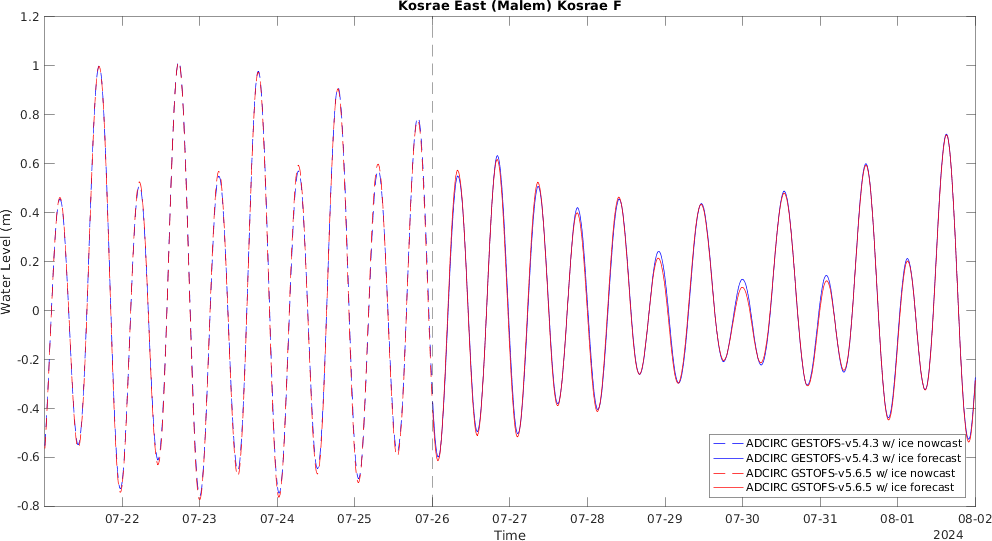 Kosrae East (Malem) Kosrae F
1.2
1
0.8
0.6
0.4
0.2
0
-0.2
-0.4
-0.6
-0.8
Water Level (m)
ADCIRC GESTOFS-v5.4.3 w/ ice nowcast
ADCIRC GESTOFS-v5.4.3 w/ ice forecast
ADCIRC GSTOFS-v5.6.5 w/ ice nowcast
ADCIRC GSTOFS-v5.6.5 w/ ice forecast
07-22 07-23 07-24 07-25 07-26 07-27 07-28 07-29 07-30 07-31 08-01 08-02
Time
2024